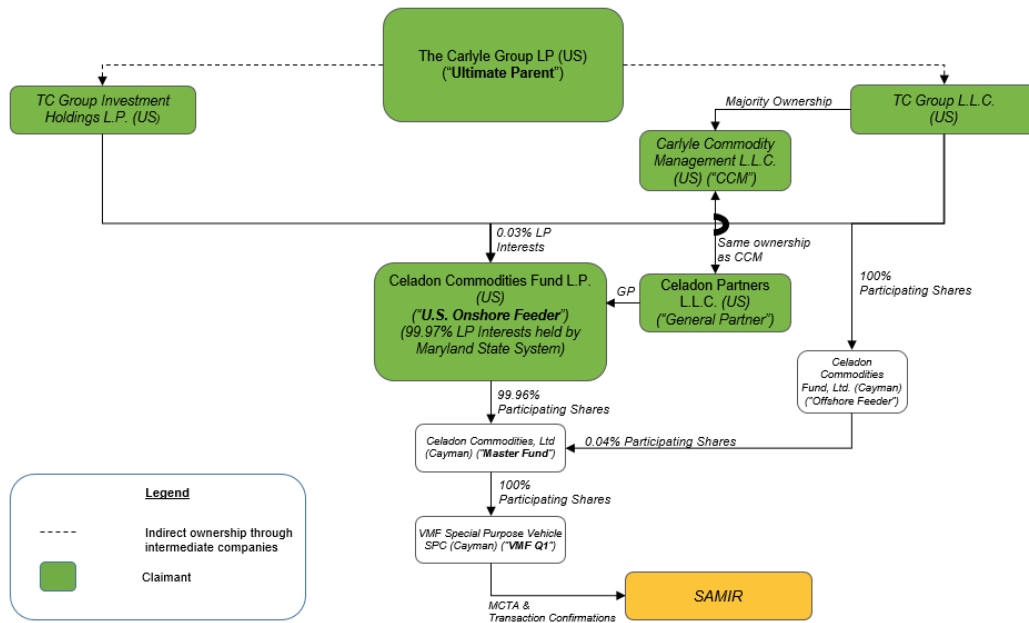 The Carlyle Group LP (US)
("Ultimate Parent")
TC Group Investment
Holdings L.P. (US)
TC Group L.L.C.
(US)
Majority Ownership
Carlyle Commodity
Management L.L.C.
(US) ("CCM")
0.03% LP
Interests
Same ownership
as CCM
100%
Participating Shares
Celadon Commodities Fund L.P.
(US)
("U.S. Onshore Feeder")
(99.97% LP Interests held by
Maryland State System)
GP
Celadon Partners
L.L.C. (US)
("General Partner")
Celadon
Commodities
Fund, Ltd. (Cayman)
("Offshore Feeder")
99.96%
Participating Shares
Celadon Commodities, Ltd
(Cayman) ("Master Fund")
0.04% Participating Shares
100%
Participating Shares
VMF Special Purpose Vehicle
SPC (Cayman) ("VMF Q1")
MCTA &
Transaction Confirmations
SAMIR
Legend
Indirect ownership through
intermediate companies
Claimant